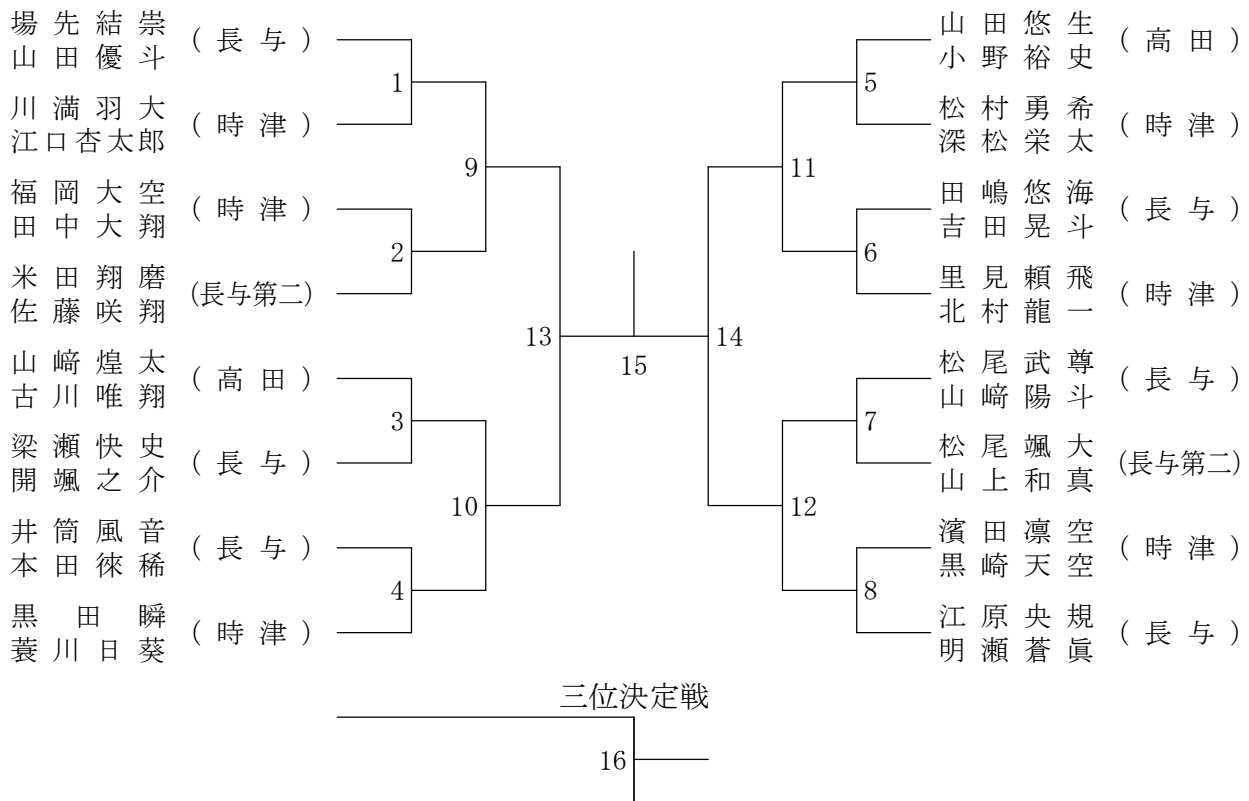 場先結崇
山田優斗
(長与)
川満羽大
江口杏太郎
(時津)
福岡大空
田中大翔
(時津)
米田翔磨
佐藤咲翔
(長与第二)
山﨑煌太
古川唯翔
(高田)
梁瀬快史
開颯之介
(長与)
井筒風音
本田徠稀
(長与)
黒田瞬
蓑川日葵
(時津)
1
2
3
4
9
10
13
15
14
11
12
5
6
7
8
山田悠生
小野裕史
(高田)
松村勇希
深松栄太
(時津)
田嶋悠海
吉田晃斗
(長与)
里見頼飛
北村龍一
(時津)
松尾武尊
山﨑陽斗
(長与)
松尾颯大
山上和真
(長与第二)
濱田凛空
黒崎天空
(時津)
江原央規
明瀬蒼眞
(長与)
三位決定戦
16